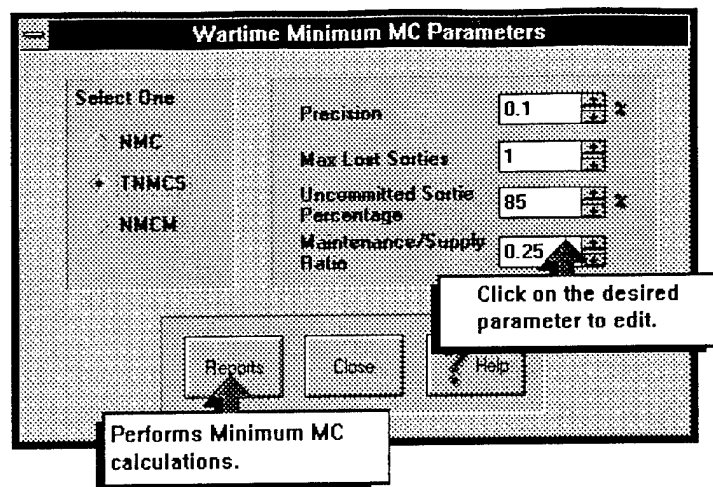 Wartime Minimum MC Parameters
Select One
NMC
TNMCS
NMCM
Precision
0.1
%
Max Lost Sorties
1
Uncommitted Sortie
Percentage
85
%
Maintenance/Supply
Ratio
0.25
Click on the desired
parameter to edit.
Reports
Close
Help
Performs Minimum MC
calculations.